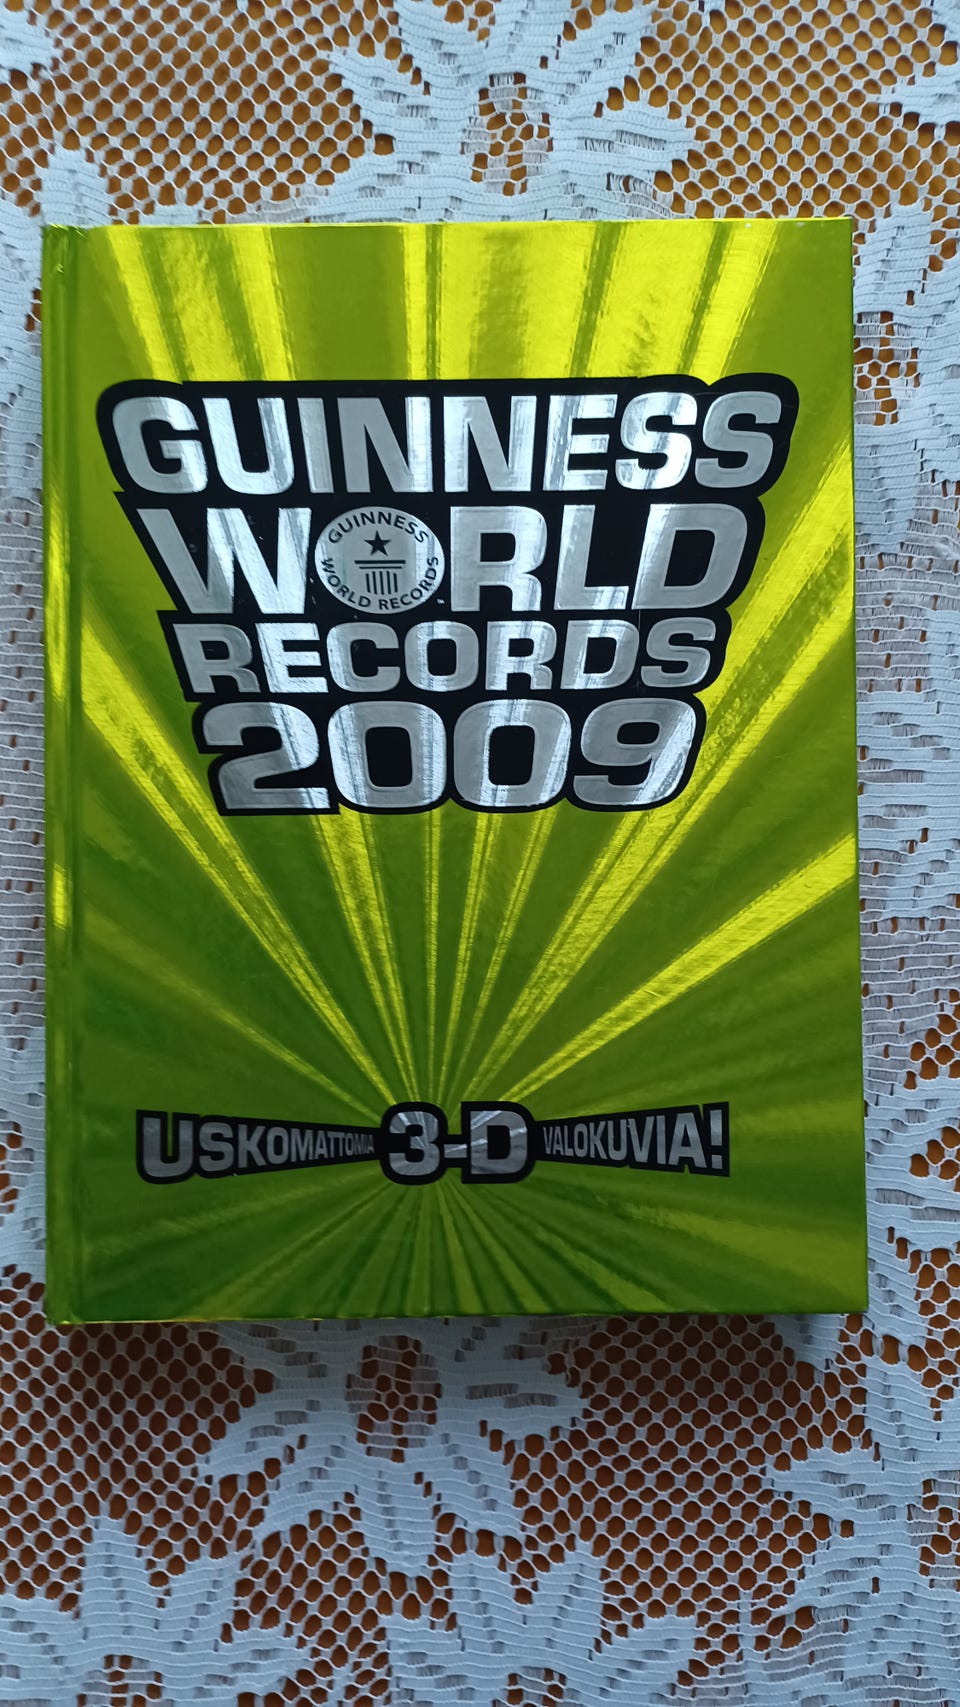 GUINNESS
WORLD
GUINNESS
WORLD RECORDS
RECORDS
2009
USKOMATTOMIA 3-D VALOKUVIA!